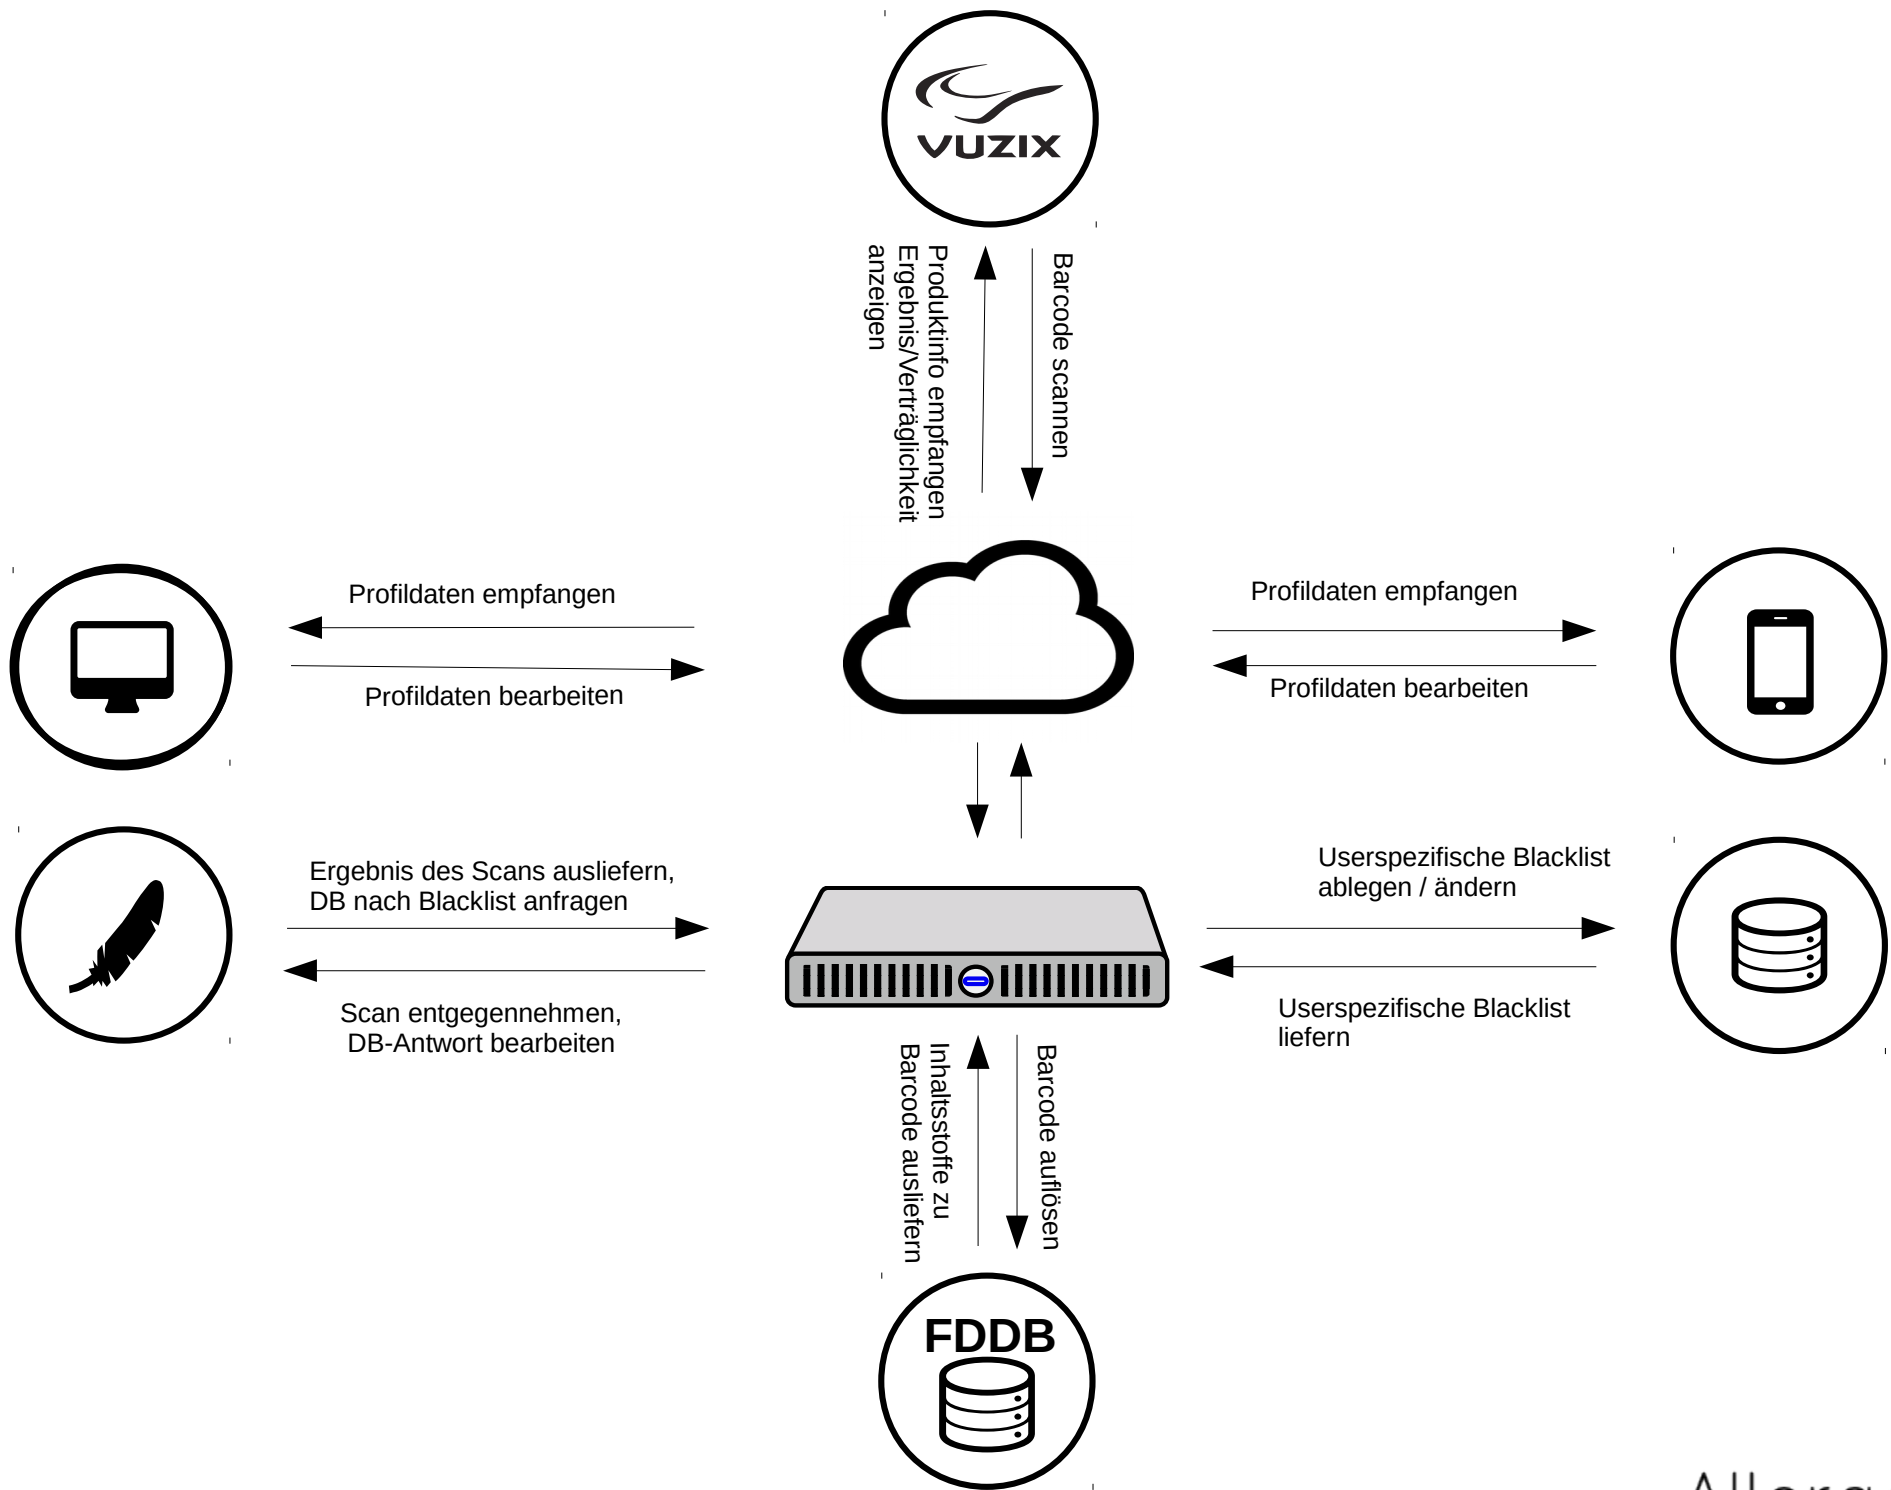 VUZIX
Produktinfo empfangen
Ergebnis/Verträglichkeit
anzeigen
Barcode scannen
Profildaten empfangen
Profildaten bearbeiten
Profildaten empfangen
Profildaten bearbeiten
Ergebnis des Scans ausliefern,
DB nach Blacklist anfragen
Scan entgegennehmen,
DB-Antwort bearbeiten
Userspezifische Blacklist
ablegen / ändern
Userspezifische Blacklist
liefern
Inhaltsstoffe zu
Barcode ausliefern
Barcode auflösen
FDDB